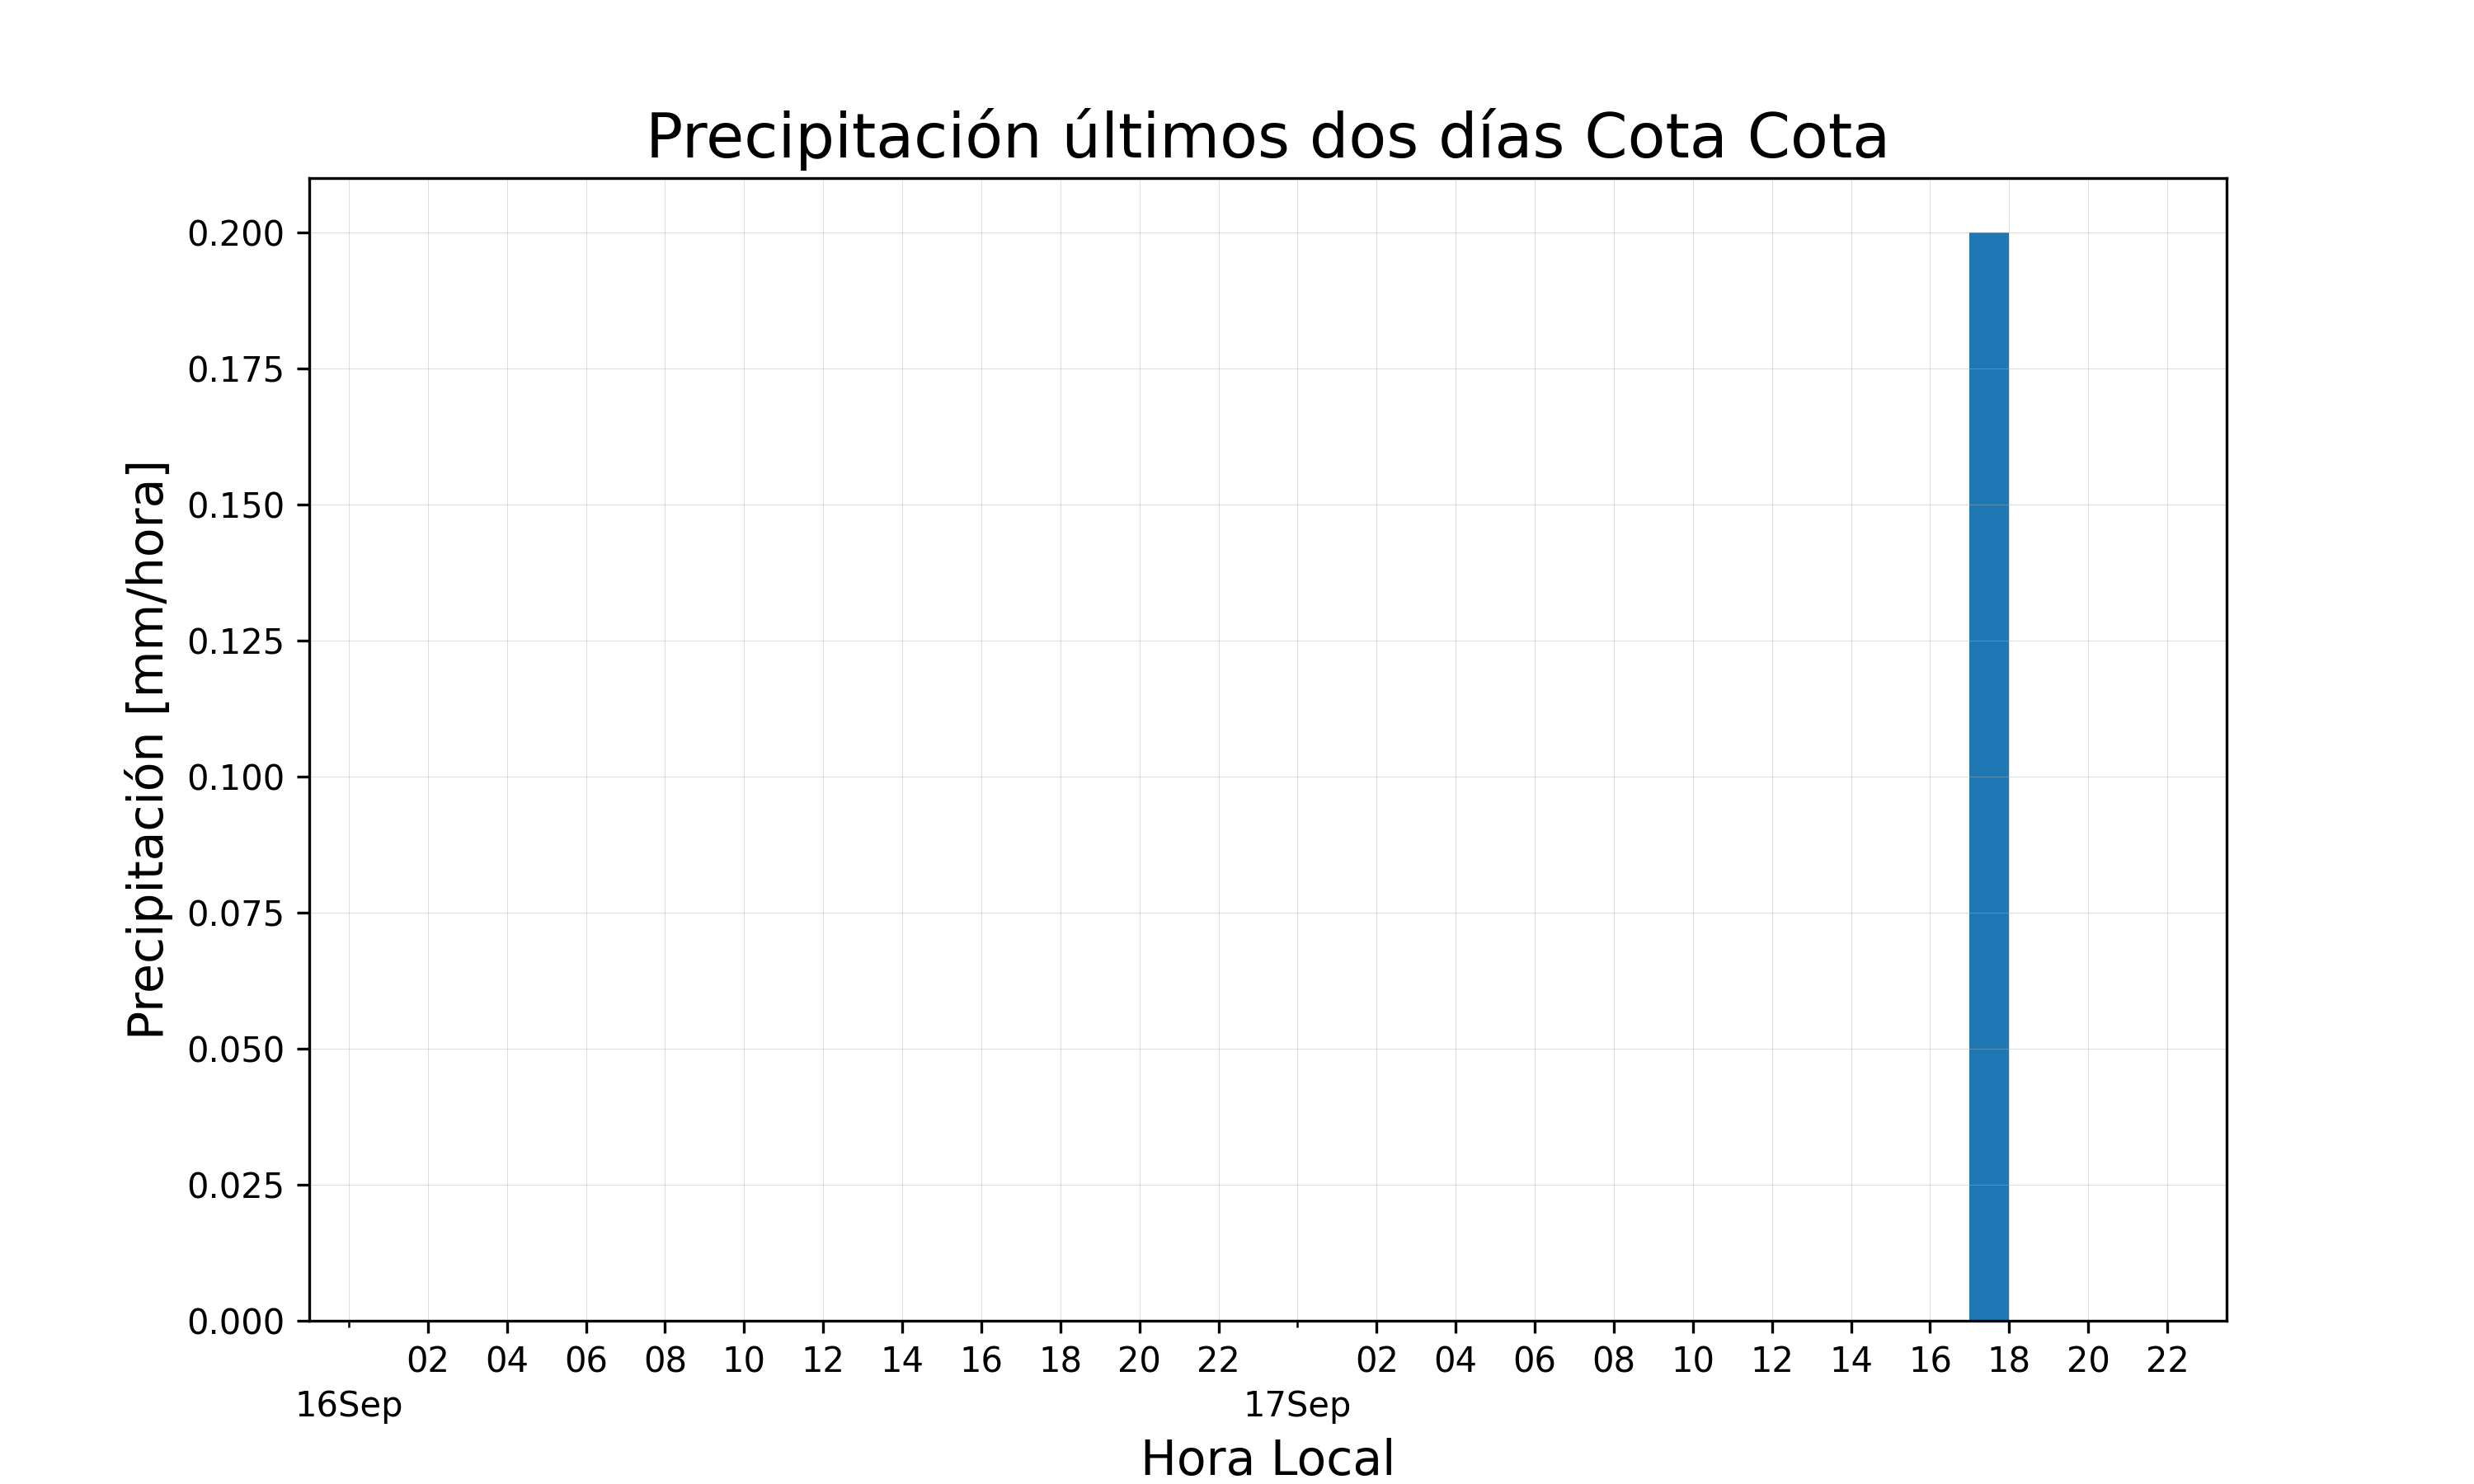 Precipitación últimos dos días Cota Cota
Precipitación [mm/hora]
0.200
0.175
0.150
0.125
0.100
0.075
0.050
0.025
0.000
02 04 06 08 10 12 14 16 18 20 22 02 04 06 08 10 12 14 16 18 20 22
16Sep 17Sep
Hora Local